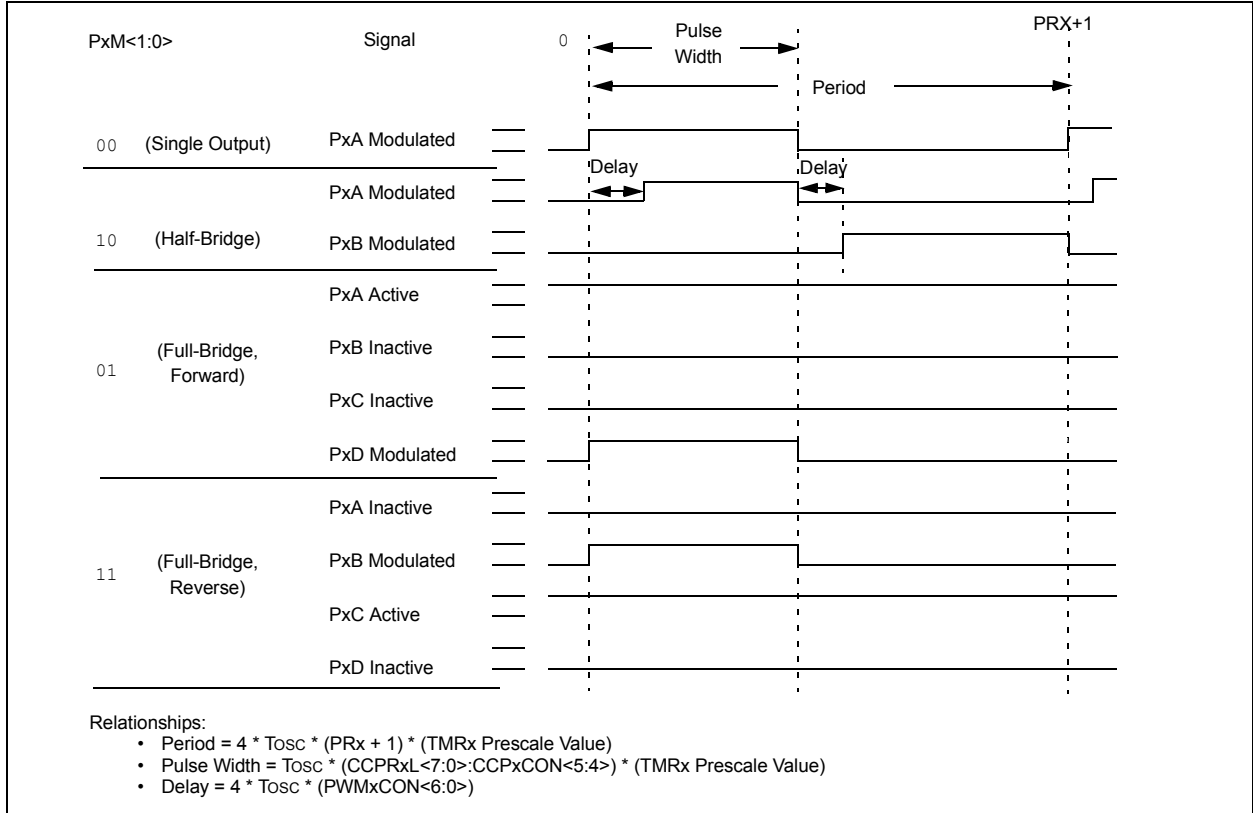 PxM<1:0> Signal 0 Pulse Width PRX+1
Period
00 (Single Output) PxA Modulated
Delay Delay
PxA Modulated
10 (Half-Bridge) PxB Modulated
PxA Active
PxB Inactive
01 (Full-Bridge, Forward)
PxC Inactive
PxD Modulated
PxA Inactive
PxB Modulated
11 (Full-Bridge, Reverse)
PxC Active
PxD Inactive
Relationships:
• Period = 4 * TOSC * (PRx + 1) * (TMRx Prescale Value)
• Pulse Width = TOSC * (CCPRxL<7:0>:CCPxCON<5:4>) * (TMRx Prescale Value)
• Delay = 4 * TOSC * (PWMxCON<6:0>)